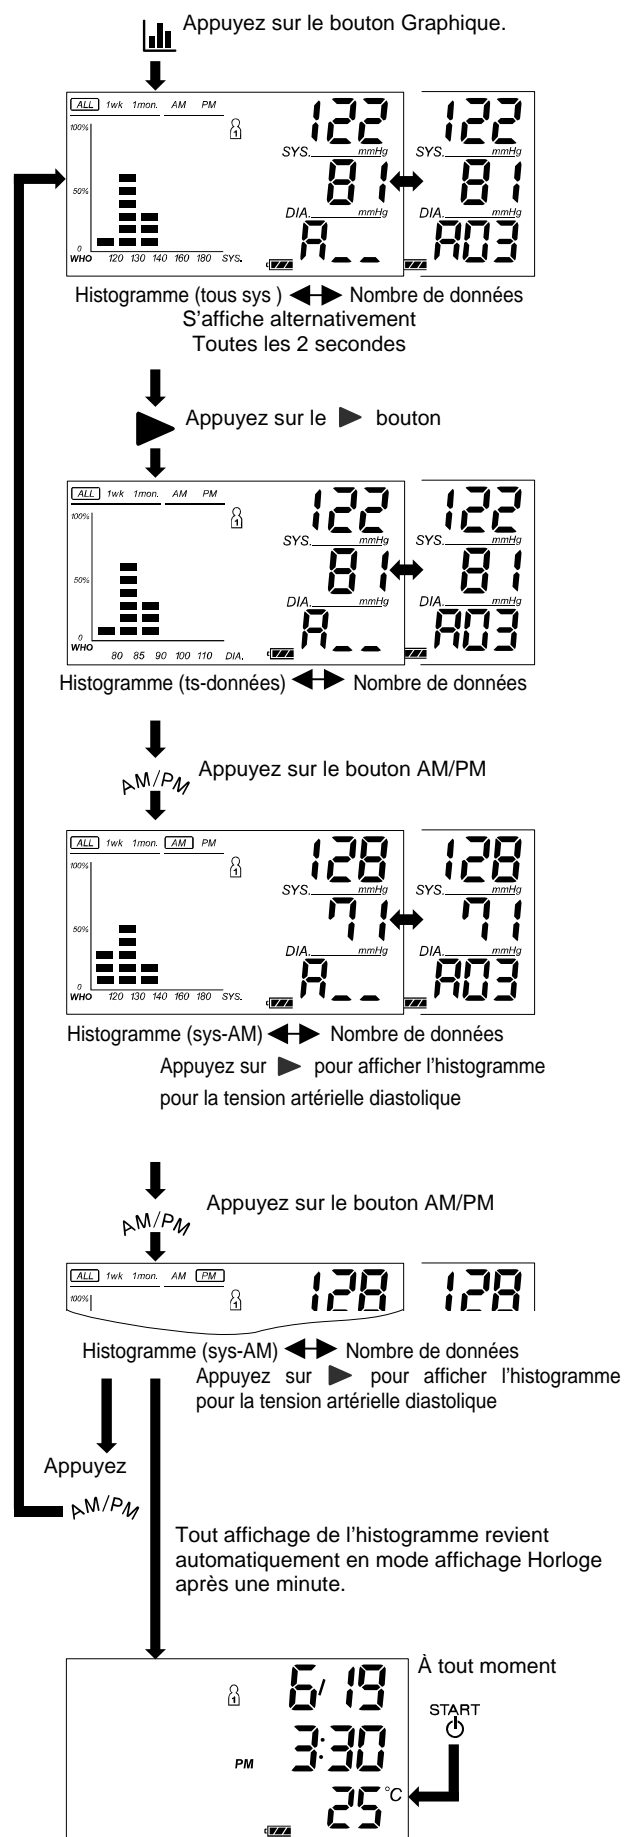 Appuyez sur le bouton Graphique.
ALL 1wk 1mon. AM PM
100%
50%
0
WHO 120 130 140 160 180 SYS.
1
122
SYS. mmHg
81
DIA. mmHg
A__
122
SYS. mmHg
81
DIA. mmHg
A03
Histogramme (tous sys ) Nombre de données
S'affiche alternativement
Toutes les 2 secondes
Appuyez sur le ▶ bouton
ALL 1wk 1mon. AM PM
100%
50%
0
WHO
80 85 90 100 110 DIA.
1
122
SYS. mmHg
81
DIA. mmHg
A__
122
SYS. mmHg
81
DIA. mmHg
A03
Histogramme (ts-données) Nombre de données
AM/PM Appuyez sur le bouton AM/PM
ALL 1wk 1mon. AM PM
100%
50%
0
WHO 120 130 140 160 180 SYS.
1
128
SYS. mmHg
71
DIA. mmHg
A__
128
SYS. mmHg
71
DIA. mmHg
A03
Histogramme (sys-AM) Nombre de données
Appuyez sur ▶ pour afficher l'histogramme
pour la tension artérielle diastolique
AM/PM Appuyez sur le bouton AM/PM
ALL 1wk 1mon. AM PM
100%
1
128
128
Histogramme (sys-AM) Nombre de données
Appuyez sur ▶ pour afficher l'histogramme
pour la tension artérielle diastolique
Appuyez
AM/PM
Tout affichage de l'histogramme revient
automatiquement en mode affichage Horloge
après une minute.
1
6/19
PM 3:30
25°C
À tout moment
START